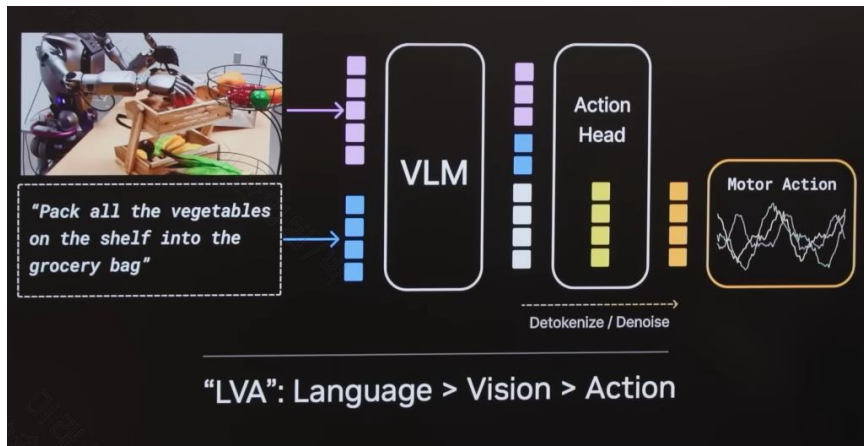 “Pack all the vegetables
on the shelf into the
grocery bag”
VLM
Action
Head
Motor Action
Detokenize / Denoise
“LVA”: Language > Vision > Action